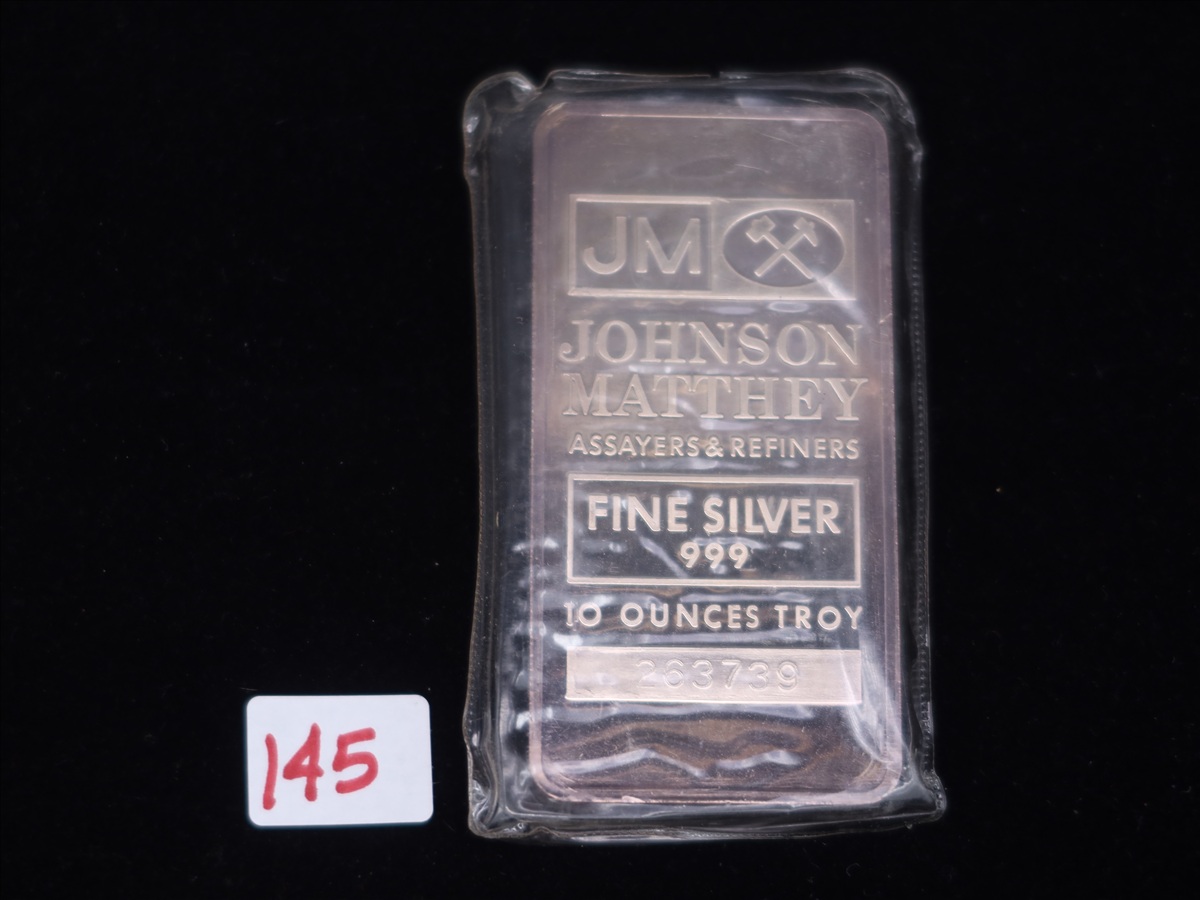 JM
JOHNSON
MATTHEY
ASSAYERS & REFINERS
FINE SILVER
999
10 OUNCES TROY
263739
145